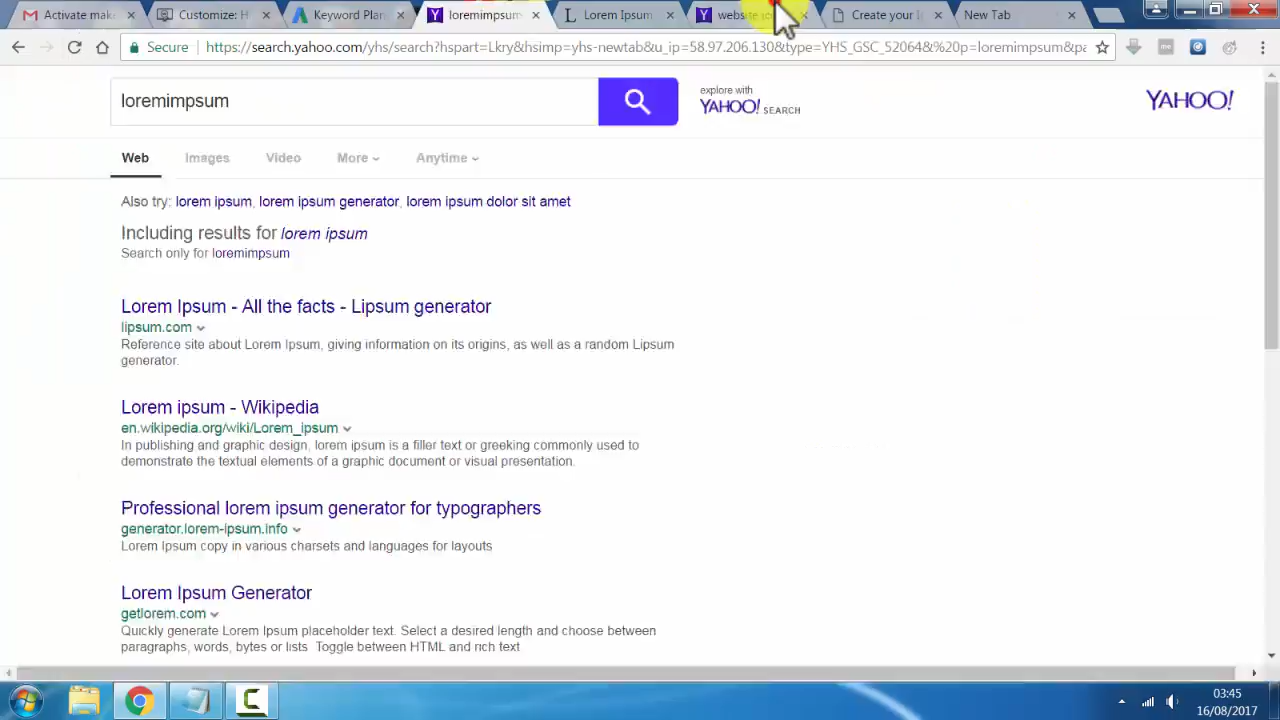 Activate mak
Customize: H
Keyword Plan
loremimpsum
Lorem Ipsum
website
Create your
New Tab
Secure
https://search.yahoo.com/yhs/search?hspart=Lkry&hsimp=yhs-newtab&u_ip=58.97.206.130&type=YHS_GSC_52064&%20p=loremimpsum&pa
loremimpsum
explore with
YAHOO! SEARCH
YAHOO!
Web
Images
Video
More
Anytime
Also try: lorem ipsum, lorem ipsum generator, lorem ipsum dolor sit amet
Including results for lorem ipsum
Search only for loremimpsum
Lorem Ipsum - All the facts - Lipsum generator
lipsum.com
Reference site about Lorem Ipsum, giving information on its origins, as well as a random Lipsum
generator.
Lorem ipsum - Wikipedia
en.wikipedia.org/wiki/Lorem_ipsum
In publishing and graphic design, lorem ipsum is a filler text or greeking commonly used to
demonstrate the textual elements of a graphic document or visual presentation.
Professional lorem ipsum generator for typographers
generator.lorem-ipsum.info
Lorem Ipsum copy in various charsets and languages for layouts
Lorem Ipsum Generator
getlorem.com
Quickly generate Lorem Ipsum placeholder text. Select a desired length and choose between
paragraphs, words, bytes or lists Toggle between HTML and rich text
03:45
16/08/2017